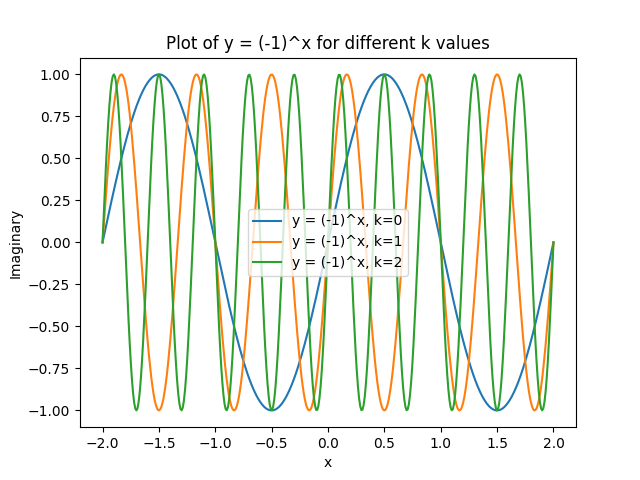 Plot of y = (-1)^x for different k values
1.00
0.75
0.50
0.25
0.00
−0.25
−0.50
−0.75
−1.00
Imaginary
y = (-1)^x, k=0
y = (-1)^x, k=1
y = (-1)^x, k=2
−2.0 −1.5 −1.0 −0.5 0.0 0.5 1.0 1.5 2.0
x